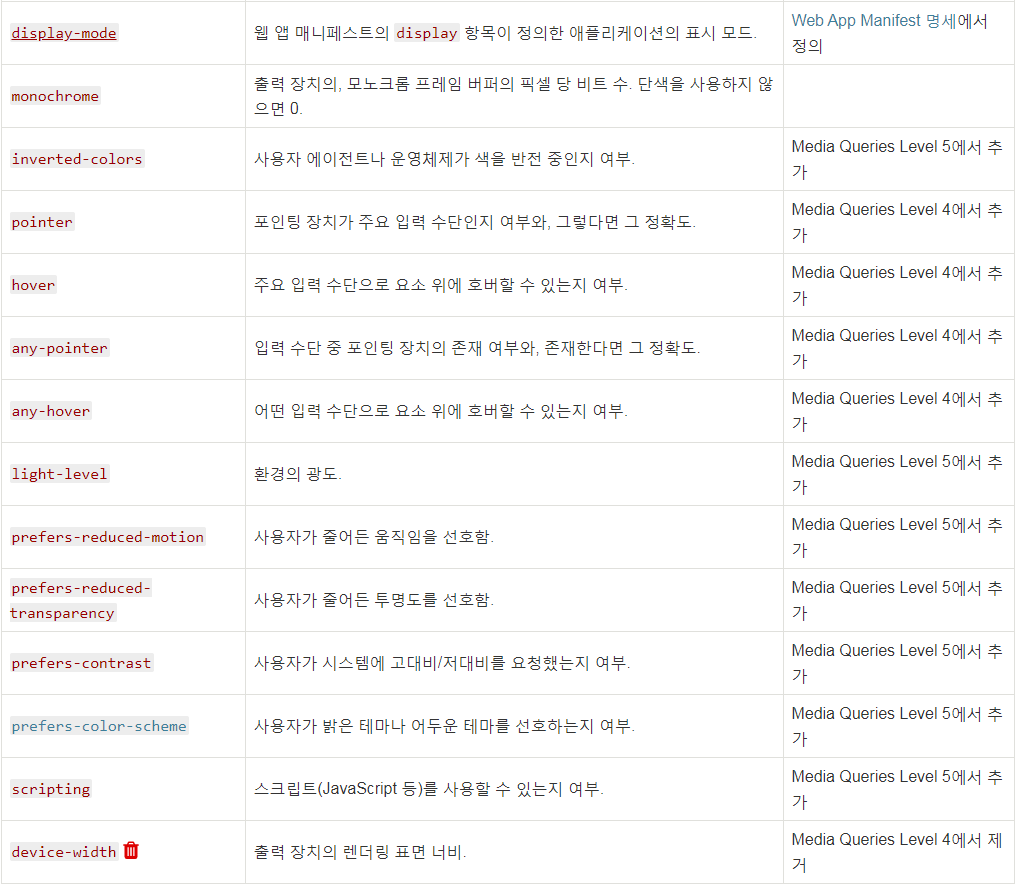 display-mode
웹 앱 매니페스트의 display 항목이 정의한 애플리케이션의 표시 모드.
Web App Manifest 명세에서
정의
monochrome
출력 장치의, 모노크롬 프레임 버퍼의 픽셀 당 비트 수. 단색을 사용하지 않
으면 0.
inverted-colors
사용자 에이전트나 운영체제가 색을 반전 중인지 여부.
Media Queries Level 5에서 추
가
pointer
포인팅 장치가 주요 입력 수단인지 여부와, 그렇다면 그 정확도.
Media Queries Level 4에서 추
가
hover
주요 입력 수단으로 요소 위에 호버할 수 있는지 여부.
Media Queries Level 4에서 추
가
any-pointer
입력 수단 중 포인팅 장치의 존재 여부와, 존재한다면 그 정확도.
Media Queries Level 4에서 추
가
any-hover
어떤 입력 수단으로 요소 위에 호버할 수 있는지 여부.
Media Queries Level 4에서 추
가
light-level
환경의 광도.
Media Queries Level 5에서 추
가
prefers-reduced-motion
사용자가 줄어든 움직임을 선호함.
Media Queries Level 5에서 추
가
prefers-reduced-
transparency
사용자가 줄어든 투명도를 선호함.
Media Queries Level 5에서 추
가
prefers-contrast
사용자가 시스템에 고대비/저대비를 요청했는지 여부.
Media Queries Level 5에서 추
가
prefers-color-scheme
사용자가 밝은 테마나 어두운 테마를 선호하는지 여부.
Media Queries Level 5에서 추
가
scripting
스크립트(JavaScript 등)를 사용할 수 있는지 여부.
Media Queries Level 5에서 추
가
device-width
출력 장치의 렌더링 표면 너비.
Media Queries Level 4에서 제
거